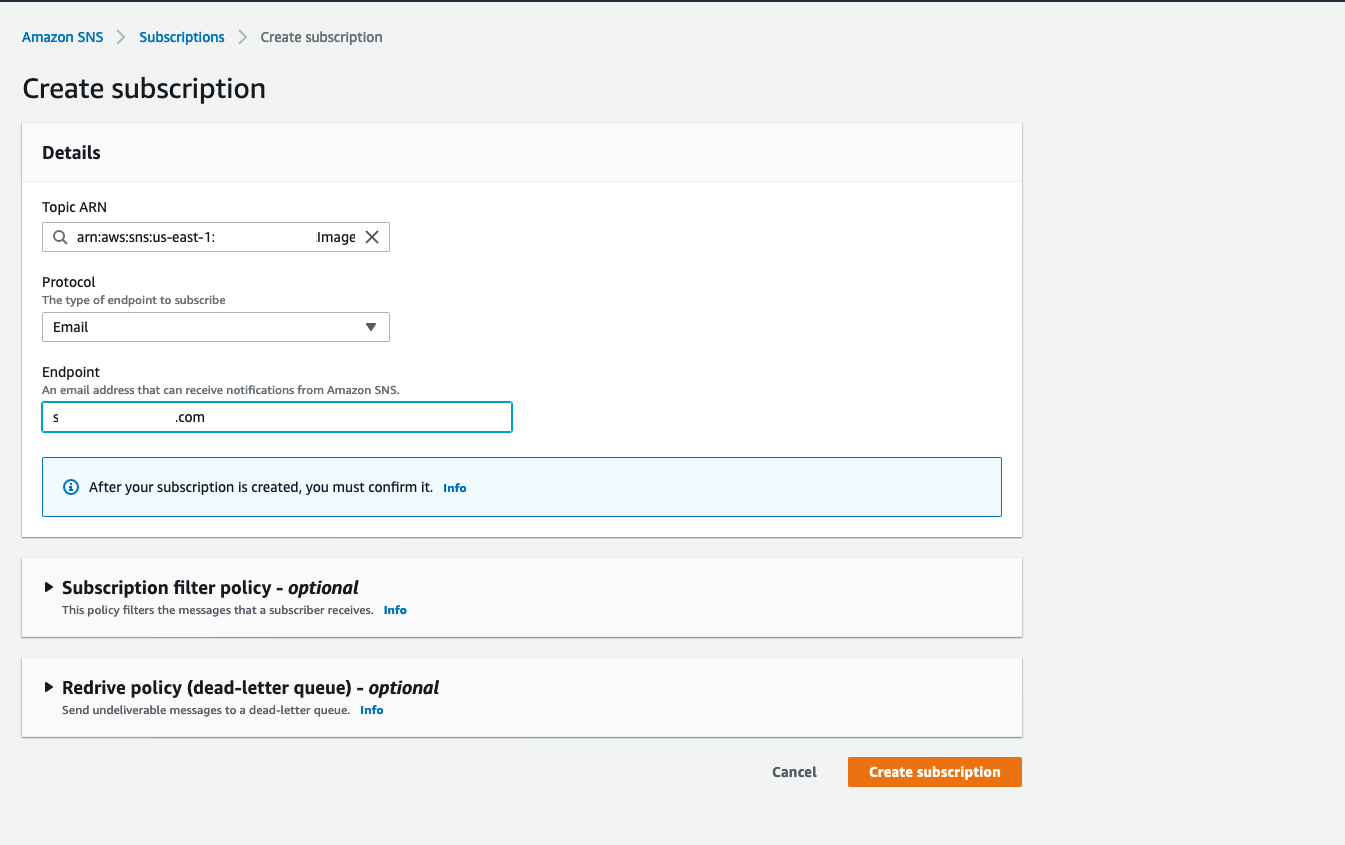 Amazon SNS > Subscriptions > Create subscription
Create subscription
Details
Topic ARN
arn:aws:sns:us-east-1: :Image
Protocol
The type of endpoint to subscribe
Email
Endpoint
An email address that can receive notifications from Amazon SNS.
s .com
After your subscription is created, you must confirm it. Info
Subscription filter policy - optional
This policy filters the messages that a subscriber receives. Info
Redrive policy (dead-letter queue) - optional
Send undeliverable messages to a dead-letter queue. Info
Cancel Create subscription